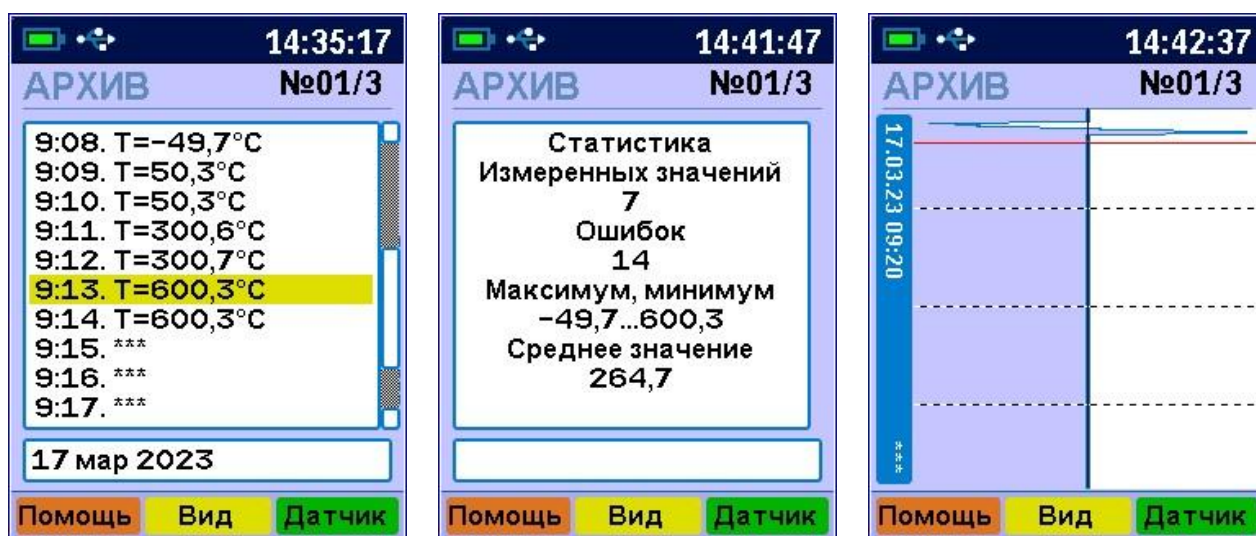 14:35:17
АРХИВ №01/3
9:08. T=-49,7°C
9:09. T=50,3°C
9:10. T=50,3°C
9:11. T=300,6°C
9:12. T=300,7°C
9:13. T=600,3°C
9:14. T=600,3°C
9:15. ***
9:16. ***
9:17. ***
17 мар 2023
Помощь Вид Датчик
14:41:47
АРХИВ №01/3
Статистика
Измеренных значений
7
Ошибок
14
Максимум, минимум
-49,7...600,3
Среднее значение
264,7
Помощь Вид Датчик
14:42:37
АРХИВ №01/3
17.03.23 09:20 ***
Помощь Вид Датчик